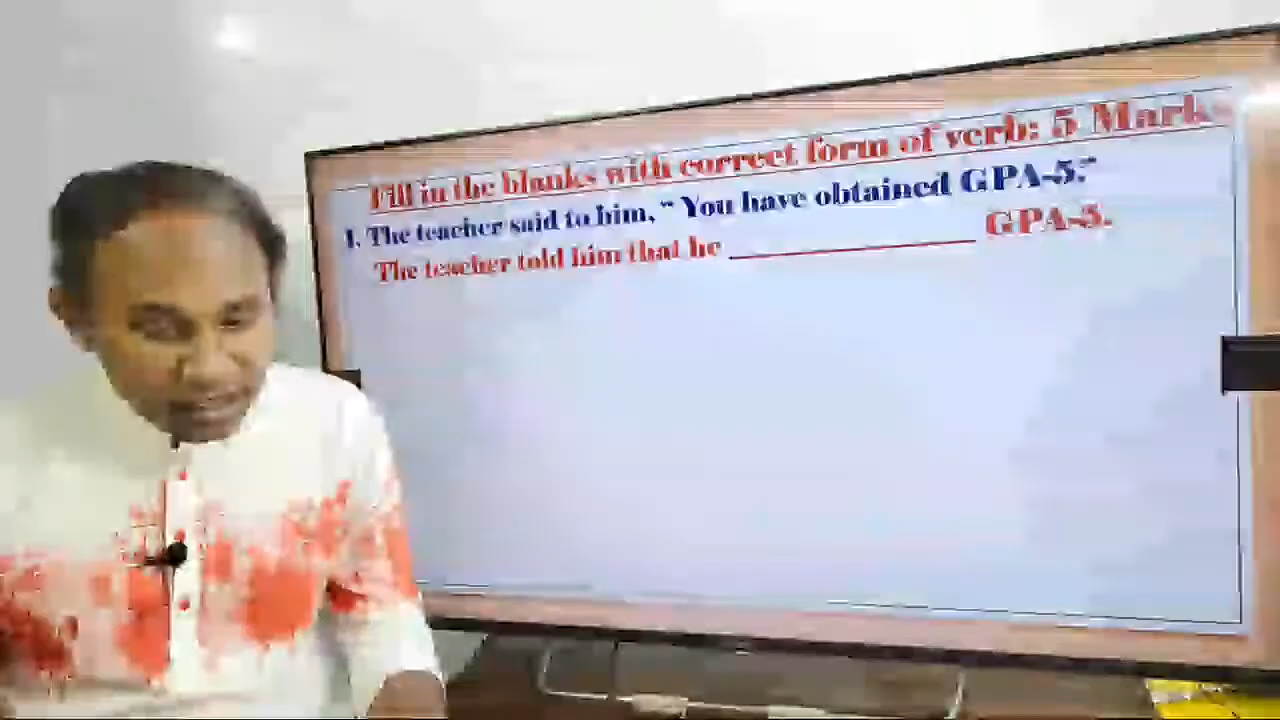 Fill in the blanks with correct form of verb: 5 Marks
1. The teacher said to him, “ You have obtained GPA-5.”
The teacher told him that he ____________ GPA-5.